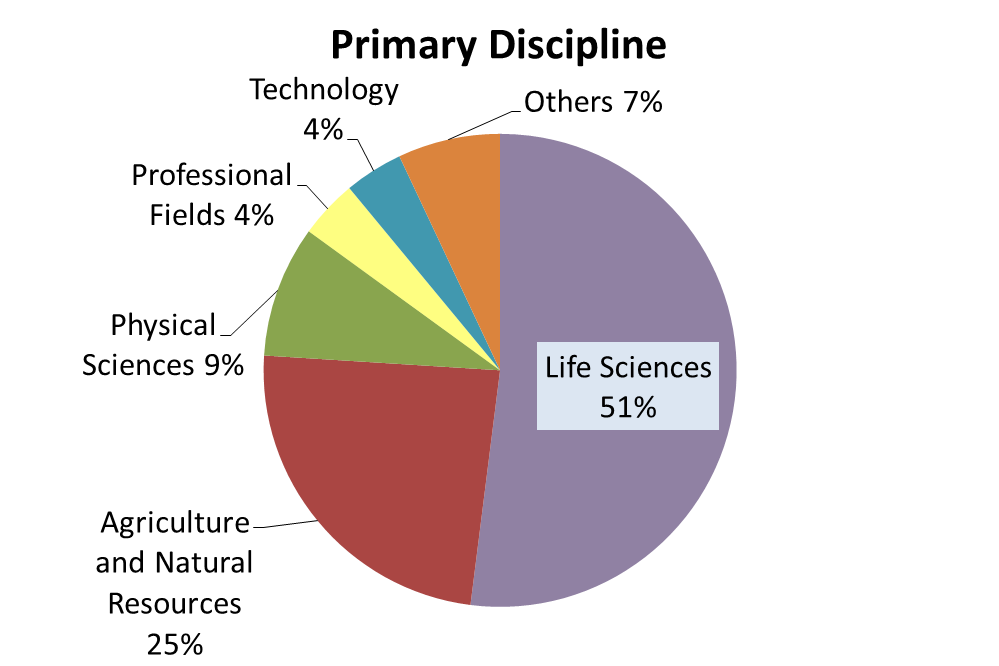 Primary Discipline
Technology
4%
Others 7%
Professional
Fields 4%
Physical
Sciences 9%
Life Sciences
51%
Agriculture
and Natural
Resources
25%